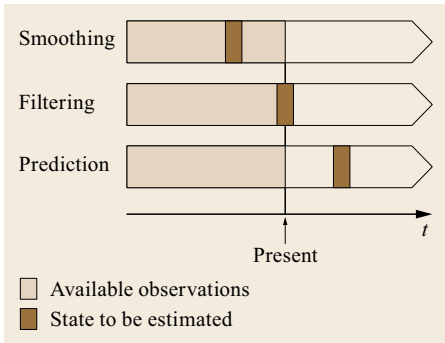 Smoothing
Filtering
Prediction
t
Present
Available observations
State to be estimated